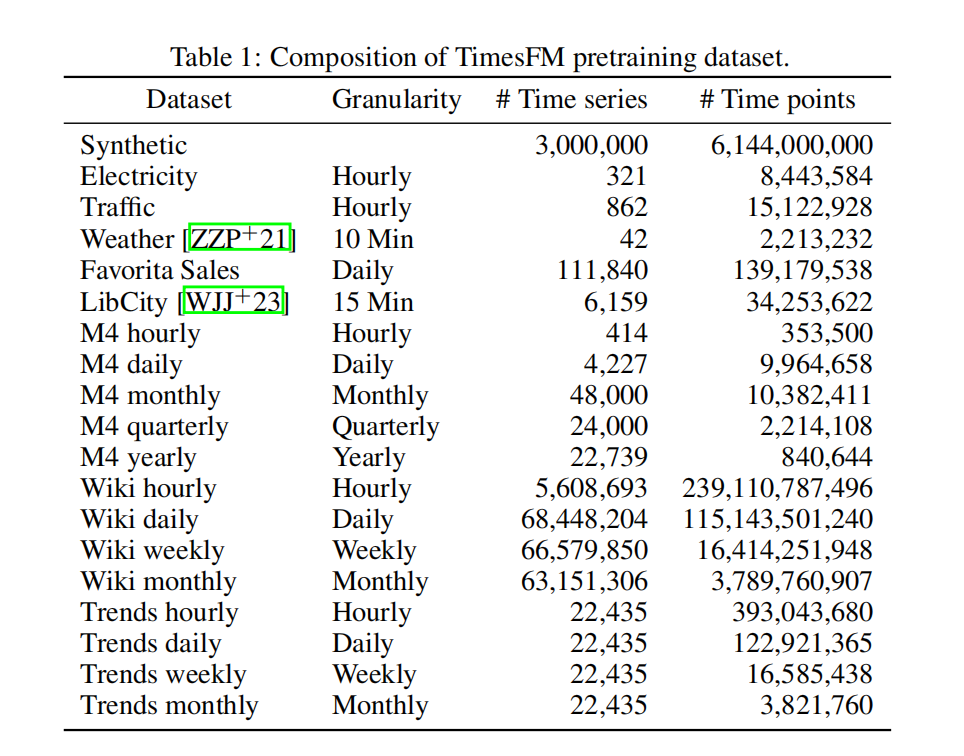 Table 1: Composition of TimesFM pretraining dataset.
Dataset Granularity # Time series # Time points
Synthetic 3,000,000 6,144,000,000
Electricity Hourly 321 8,443,584
Traffic Hourly 862 15,122,928
Weather [ZZP+21] 10 Min 42 2,213,232
Favorita Sales Daily 111,840 139,179,538
LibCity [WJJ+23] 15 Min 6,159 34,253,622
M4 hourly Hourly 414 353,500
M4 daily Daily 4,227 9,964,658
M4 monthly Monthly 48,000 10,382,411
M4 quarterly Quarterly 24,000 2,214,108
M4 yearly Yearly 22,739 840,644
Wiki hourly Hourly 5,608,693 239,110,787,496
Wiki daily Daily 68,448,204 115,143,501,240
Wiki weekly Weekly 66,579,850 16,414,251,948
Wiki monthly Monthly 63,151,306 3,789,760,907
Trends hourly Hourly 22,435 393,043,680
Trends daily Daily 22,435 122,921,365
Trends weekly Weekly 22,435 16,585,438
Trends monthly Monthly 22,435 3,821,760